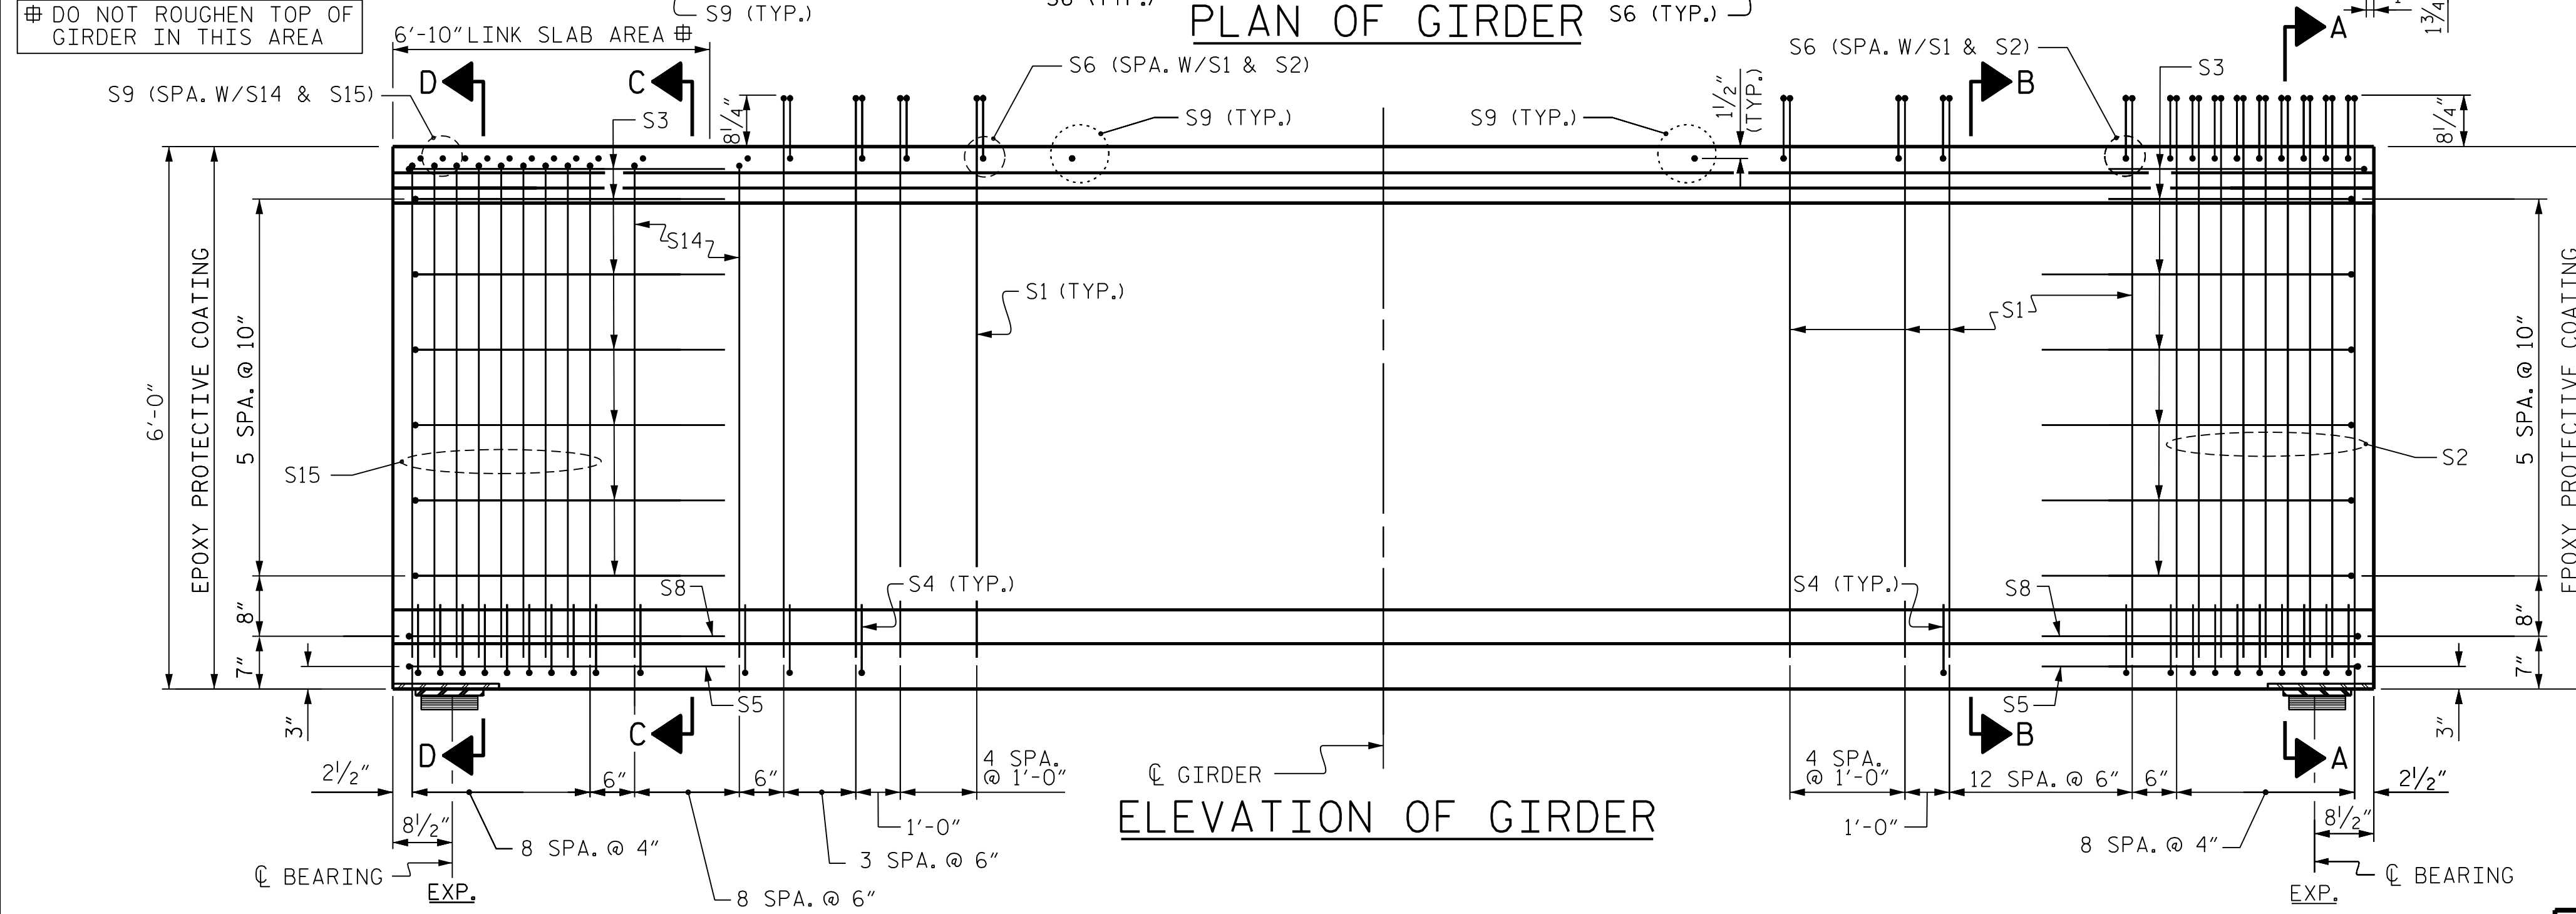 ⌗ DO NOT ROUGHEN TOP OF
GIRDER IN THIS AREA
S9 (TYP.)
PLAN OF GIRDER
S6 (TYP.)
1¾"
6'-10" LINK SLAB AREA ⌗
D
C
S6 (SPA. W/S1 & S2)
S6 (SPA. W/S1 & S2)
B
A
S9 (SPA. W/S14 & S15)
S3
8¼"
S9 (TYP.)
S9 (TYP.)
1½"
(TYP.)
S3
8¼"
6'-0"
EPOXY PROTECTIVE COATING
5 SPA. @ 10"
8"
7"
3"
S14
S1 (TYP.)
S1
S15
S2
S8
S4 (TYP.)
S4 (TYP.)
S8
S5
S5
5 SPA. @ 10"
8"
7"
3"
EPOXY PROTECTIVE COATING
D
C
B
A
2½"
6"
6"
4 SPA.
@ 1'-0"
℄ GIRDER
4 SPA.
@ 1'-0"
12 SPA. @ 6"
6"
2½"
ELEVATION OF GIRDER
8½"
1'-0"
1'-0"
8½"
8 SPA. @ 4"
3 SPA. @ 6"
8 SPA. @ 4"
℄ BEARING
EXP.
8 SPA. @ 6"
℄ BEARING
EXP.